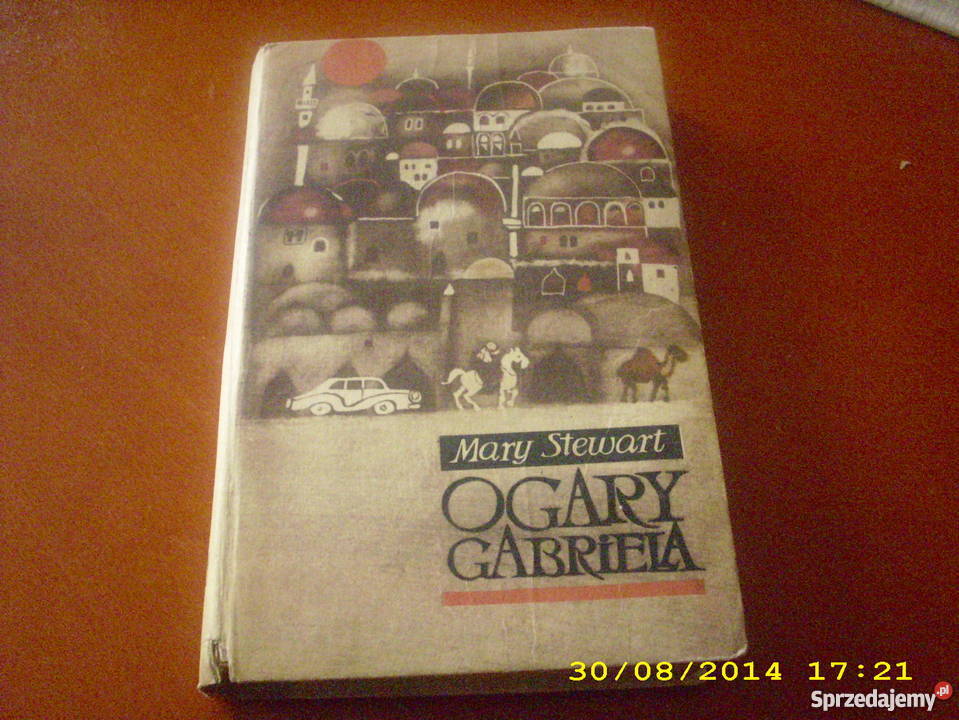 Mary Stewart
OGARY
GABRIELA
30/08/2014 17:21
Sprzedajemy.pl